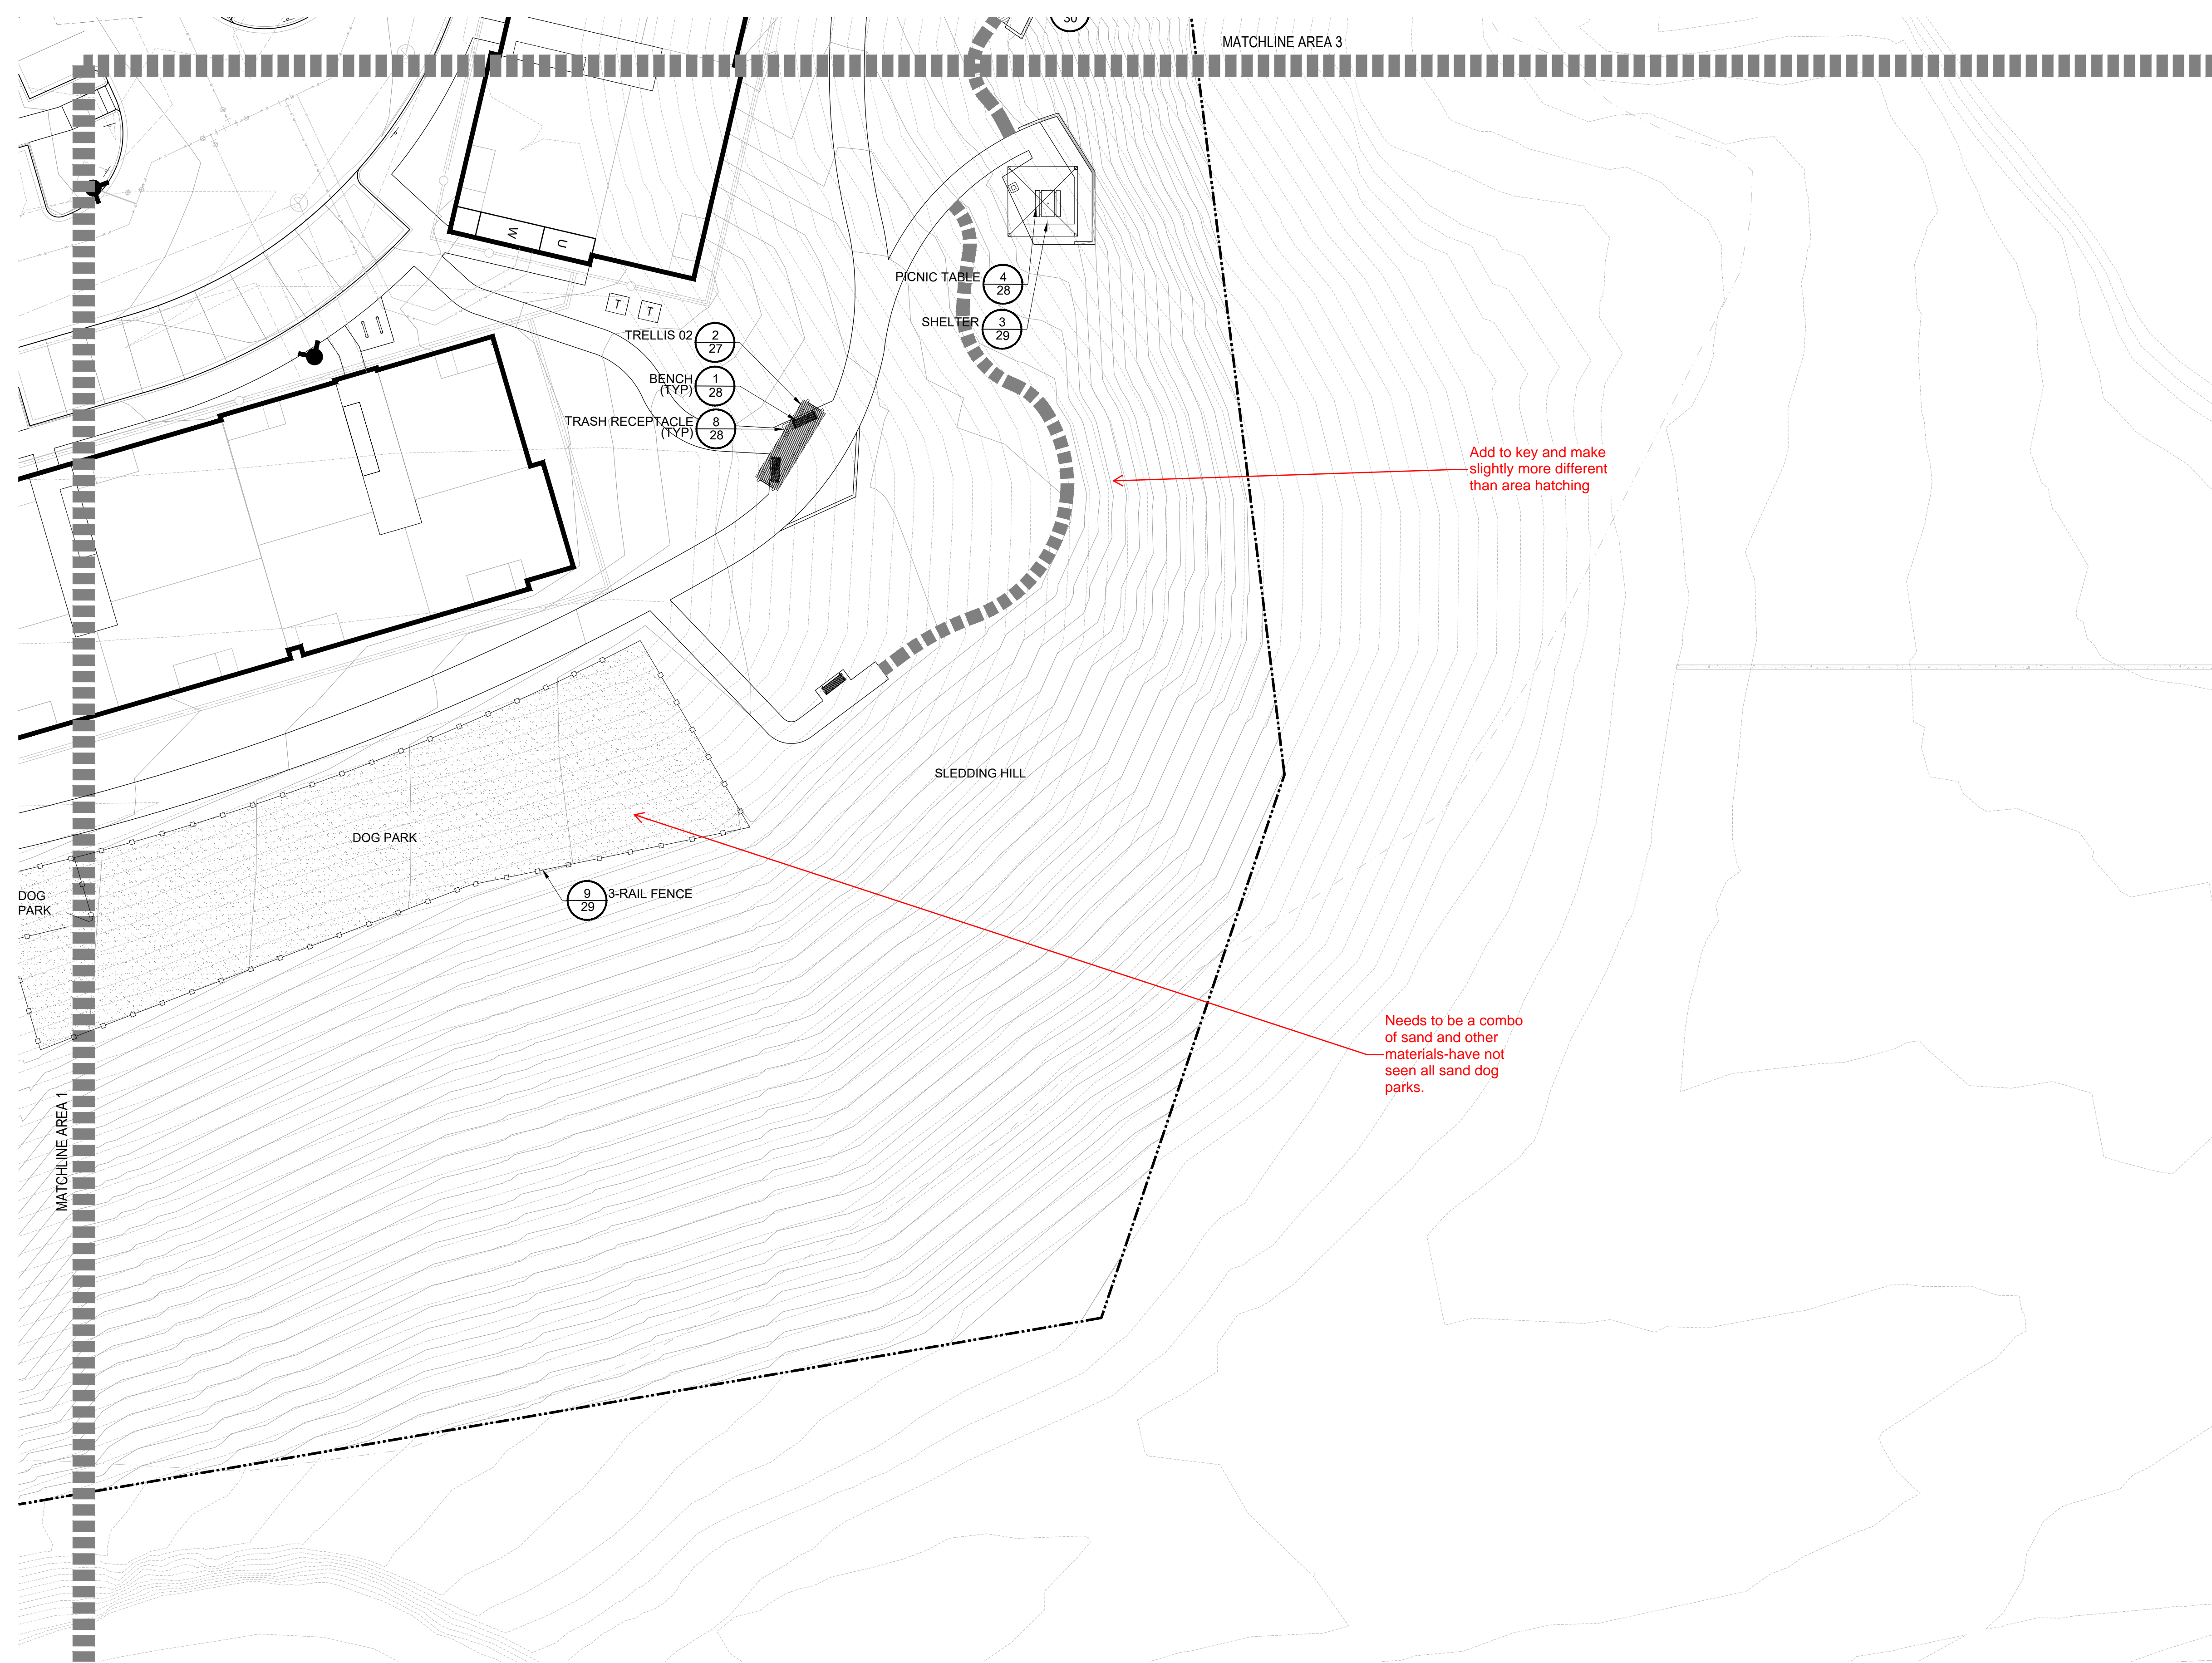 30
MATCHLINE AREA 3
W
U
T
T
PICNIC TABLE
4
28
SHELTER
3
29
TRELLIS 02
2
27
BENCH
(TYP)
1
28
TRASH RECEPTACLE
(TYP)
8
28
Add to key and make
slightly more different
than area hatching
SLEDDING HILL
DOG PARK
DOG
PARK
9
29
3-RAIL FENCE
Needs to be a combo
of sand and other
materials-have not
seen all sand dog
parks.
MATCHLINE AREA 1